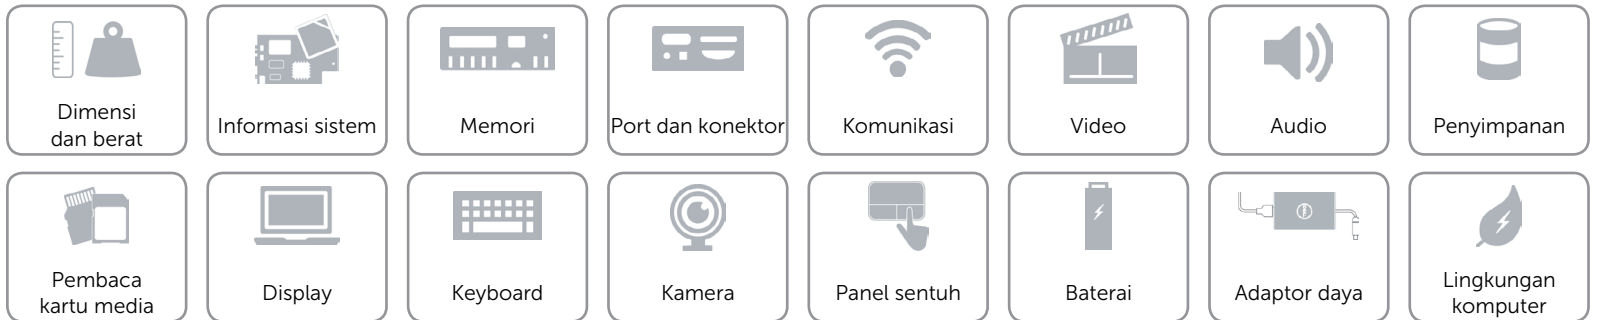 Dimensi
dan berat
Informasi sistem
Memori
Port dan konektor
Komunikasi
Video
Audio
Penyimpanan
Pembaca
kartu media
Display
Keyboard
Kamera
Panel sentuh
Baterai
Adaptor daya
Lingkungan
komputer